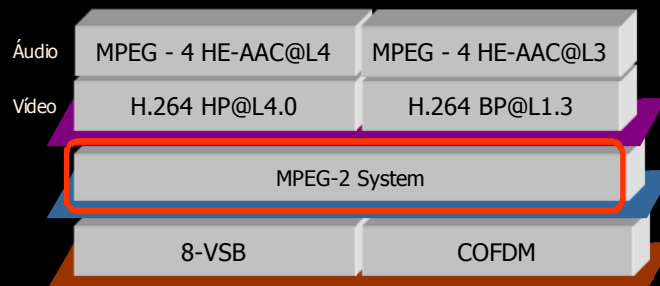 Áudio MPEG - 4 HE-AAC@L4 MPEG - 4 HE-AAC@L3
Vídeo H.264 HP@L4.0 H.264 BP@L1.3
MPEG-2 System
8-VSB COFDM